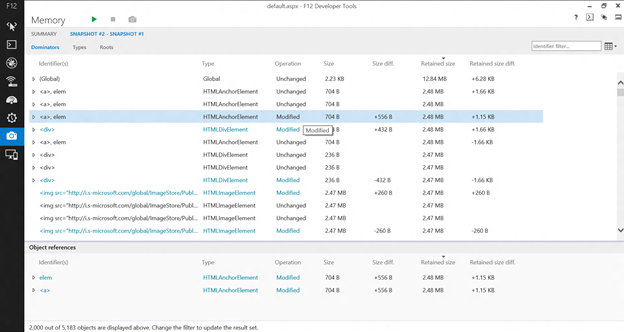 F12 default.aspx - F12 Developer Tools
Memory
?
SUMMARY SNAPSHOT #2 - SNAPSHOT #1
Dominators Types Roots Identifier filter...
Identifier(s) Type Operation Size Size diff. Retained size Retained size diff.
(Global) Global Unchanged 2.23 KB 12.84 MB +6.28 KB
<a>, elem HTMLAnchorElement Unchanged 704 B 2.48 MB +1.66 KB
<a>, elem HTMLAnchorElement Unchanged 704 B 2.48 MB
<a>, elem HTMLAnchorElement Modified 704 B +556 B 2.48 MB +1.15 KB
<div> HTMLDivElement Modified Modified B +432 B 2.48 MB +1.66 KB
<a>, elem HTMLAnchorElement Unchanged 704 B 2.48 MB -1.66 KB
<div> HTMLDivElement Unchanged 236 B 2.47 MB
<div> HTMLDivElement Unchanged 236 B 2.47 MB
<div> HTMLDivElement Modified 236 B -432 B 2.47 MB -1.66 KB
<img src="http://i.s-microsoft.com/global/ImageStore/Publ... HTMLImageElement Modified 2.47 MB +260 B 2.47 MB +260 B
<img src="http://i.s-microsoft.com/global/ImageStore/Publ... HTMLImageElement Unchanged 2.47 MB 2.47 MB
<img src="http://i.s-microsoft.com/global/ImageStore/Publ... HTMLImageElement Unchanged 2.47 MB 2.47 MB
<img src="http://i.s-microsoft.com/global/ImageStore/Publ... HTMLImageElement Modified 2.47 MB -260 B 2.47 MB -260 B
Object references
Identifier(s) Type Operation Size Size diff. Retained size Retained size diff.
elem HTMLAnchorElement Modified 704 B +556 B 2.48 MB +1.15 KB
<a> HTMLAnchorElement Modified 704 B +556 B 2.48 MB +1.15 KB
2,000 out of 5,183 objects are displayed above. Change the filter to update the result set.